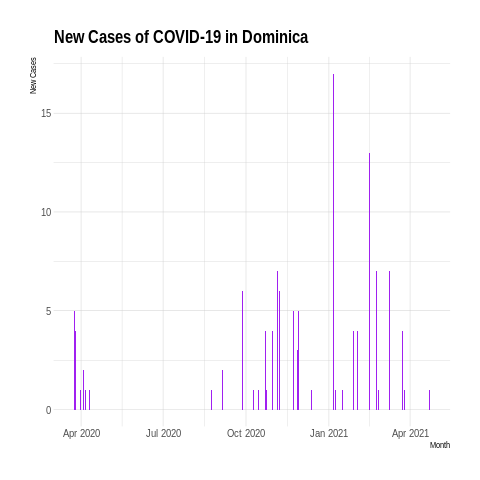 New Cases of COVID-19 in Dominica
New Cases
15
10
5
0
Apr 2020 Jul 2020 Oct 2020 Jan 2021 Apr 2021
Month